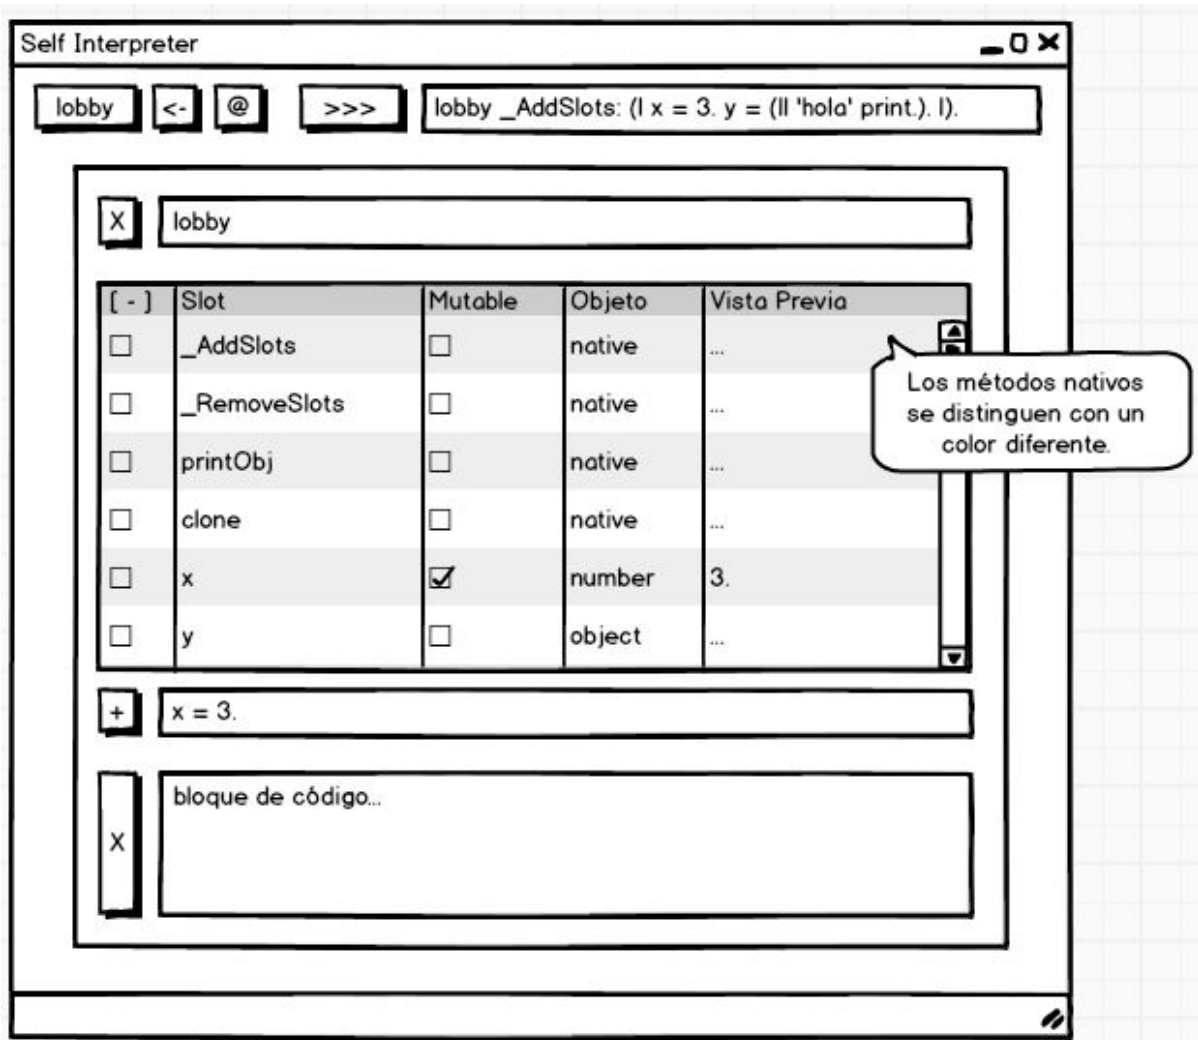 Self Interpreter
lobby <- @ >>> lobby _AddSlots: (| x = 3. y = (|| 'hola' print.). |).
X lobby
[ - ] Slot Mutable Objeto Vista Previa
_AddSlots native ...
_RemoveSlots native ...
printObj native ...
clone native ...
x number 3.
y object ...
Los métodos nativos
se distinguen con un
color diferente.
+ x = 3.
bloque de código...
X